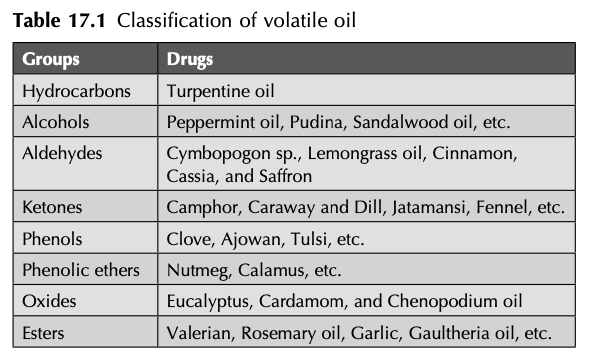 Table 17.1 Classification of volatile oil
Groups Drugs
Hydrocarbons Turpentine oil
Alcohols Peppermint oil, Pudina, Sandalwood oil, etc.
Aldehydes Cymbopogon sp., Lemongrass oil, Cinnamon,
Cassia, and Saffron
Ketones Camphor, Caraway and Dill, Jatamansi, Fennel, etc.
Phenols Clove, Ajowan, Tulsi, etc.
Phenolic ethers Nutmeg, Calamus, etc.
Oxides Eucalyptus, Cardamom, and Chenopodium oil
Esters Valerian, Rosemary oil, Garlic, Gaultheria oil, etc.